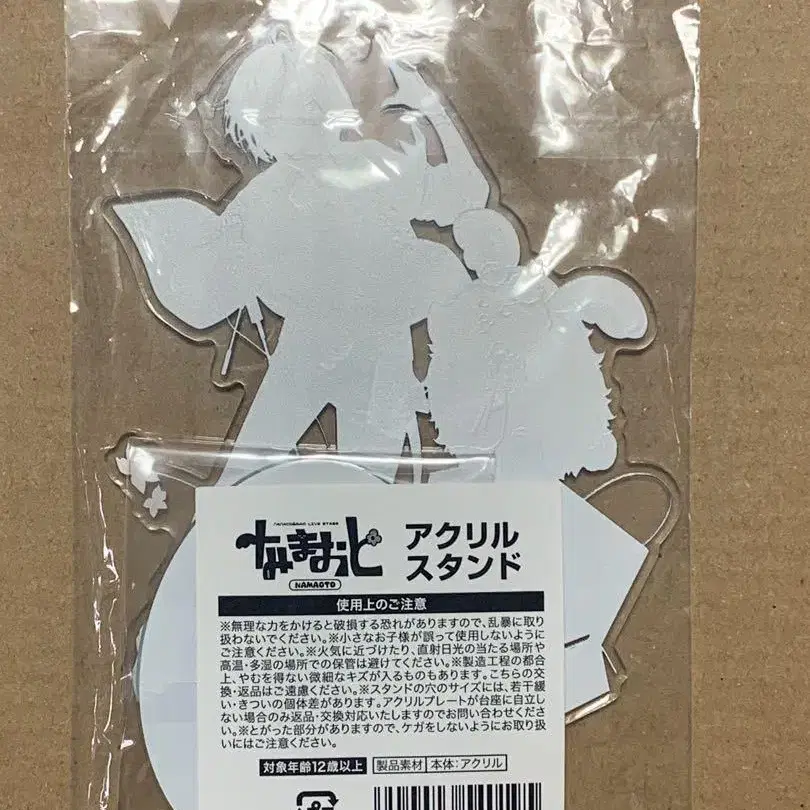 LIVE STAGE
なまおと
NAMAOTO
アクリル
スタンド
使用上のご注意
※無理な力をかけると破損する恐れがありますので、乱暴に取り
扱わないでください。※小さなお子様が誤って使用しないように
ご注意ください。※火気に近づけたり、直射日光の当たる場所や
高温・多湿の場所での保管は避けてください。※製造工程の都合
上、やむを得ない微細なキズが入るものもあります。こちらの交
換・返品はご遠慮ください。※スタンドの穴のサイズには、若干緩
い・きついの個体差があります。アクリルプレートが台座に自立し
ない場合のみ返品・交換対応いたしますのでお問い合わせくださ
い。※とがった部分がありますので、ケガをしないようにお取り扱
いにはご注意ください。
対象年齢12歳以上 製品素材 本体：アクリル